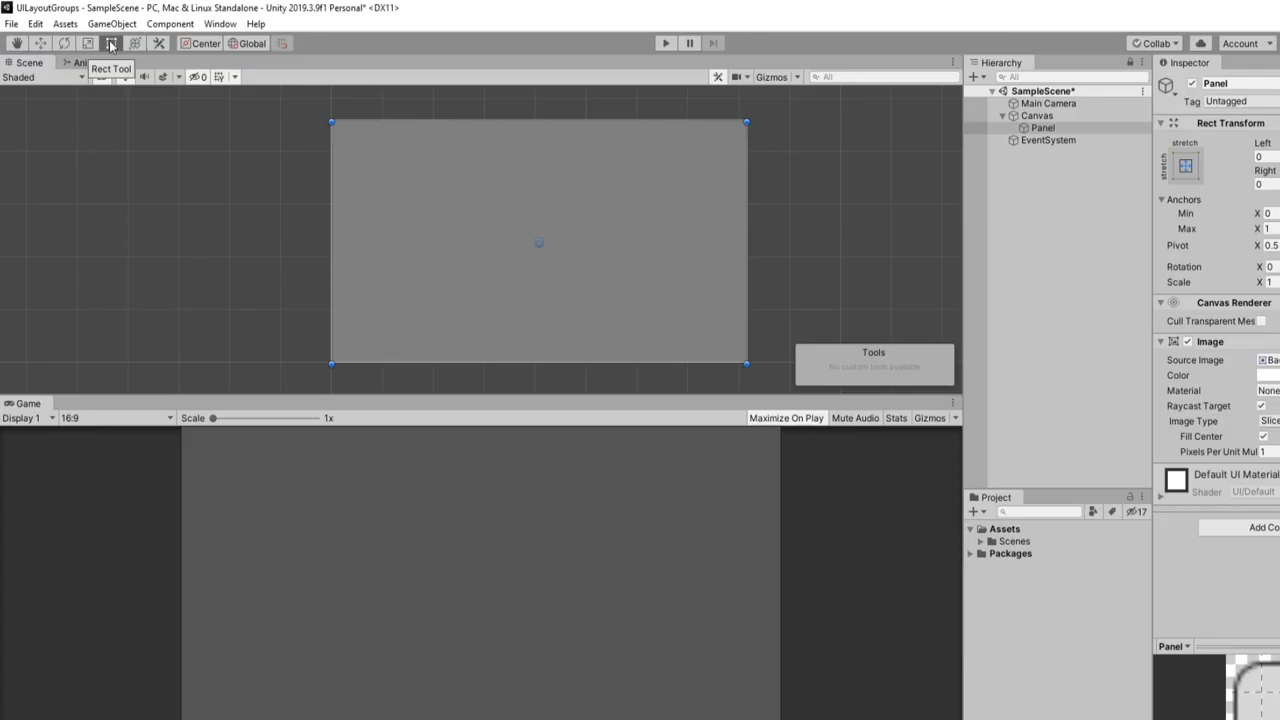 UILayoutGroups - SampleScene - PC, Mac & Linux Standalone - Unity 2019.3.9f1 Personal* <DX11>
File Edit Assets GameObject Component Window Help
Center Global Collab Account
Scene
Rect Tool
Shaded 0 Gizmos All
Tools
No custom tools available
Game
Display 1 16:9 Scale 1x Maximize On Play Mute Audio Stats Gizmos
Hierarchy
All
SampleScene*
Main Camera
Canvas
Panel
EventSystem
Project
17
Assets
Scenes
Packages
Inspector
Panel
Tag Untagged
Rect Transform
stretch
stretch
Left
0
Right
0
Anchors
Min X 0
Max X 1
Pivot X 0.5
Rotation X 0
Scale X 1
Canvas Renderer
Cull Transparent Mes
Image
Source Image Ba
Color
Material None
Raycast Target
Image Type Slice
Fill Center
Pixels Per Unit Mul 1
Default UI Material
Shader UI/Default
Add Co
Panel